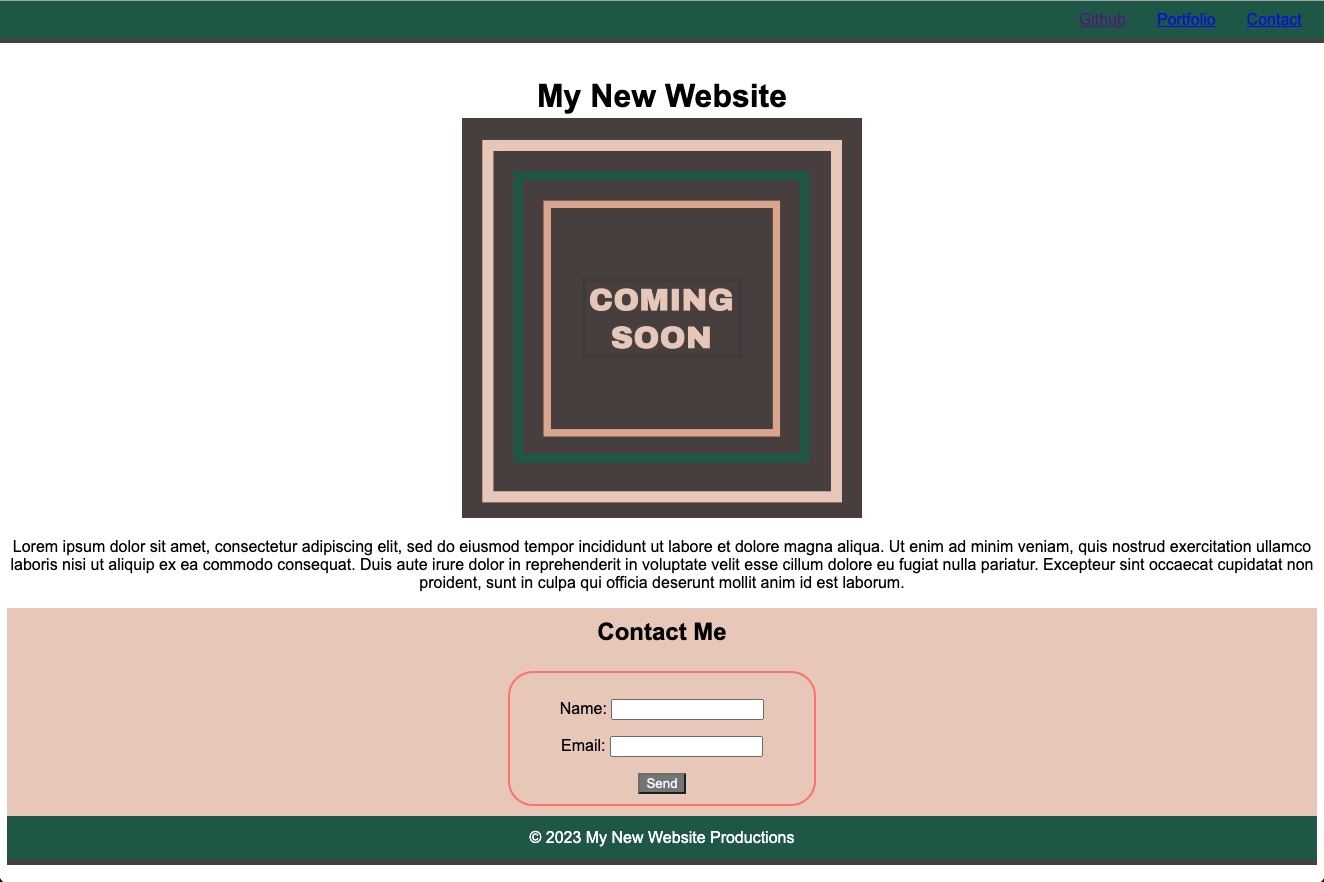 Github Portfolio Contact
My New Website
COMING
SOON
Lorem ipsum dolor sit amet, consectetur adipiscing elit, sed do eiusmod tempor incididunt ut labore et dolore magna aliqua. Ut enim ad minim veniam, quis nostrud exercitation ullamco
laboris nisi ut aliquip ex ea commodo consequat. Duis aute irure dolor in reprehenderit in voluptate velit esse cillum dolore eu fugiat nulla pariatur. Excepteur sint occaecat cupidatat non
proident, sunt in culpa qui officia deserunt mollit anim id est laborum.
Contact Me
Name:
Email:
Send
© 2023 My New Website Productions